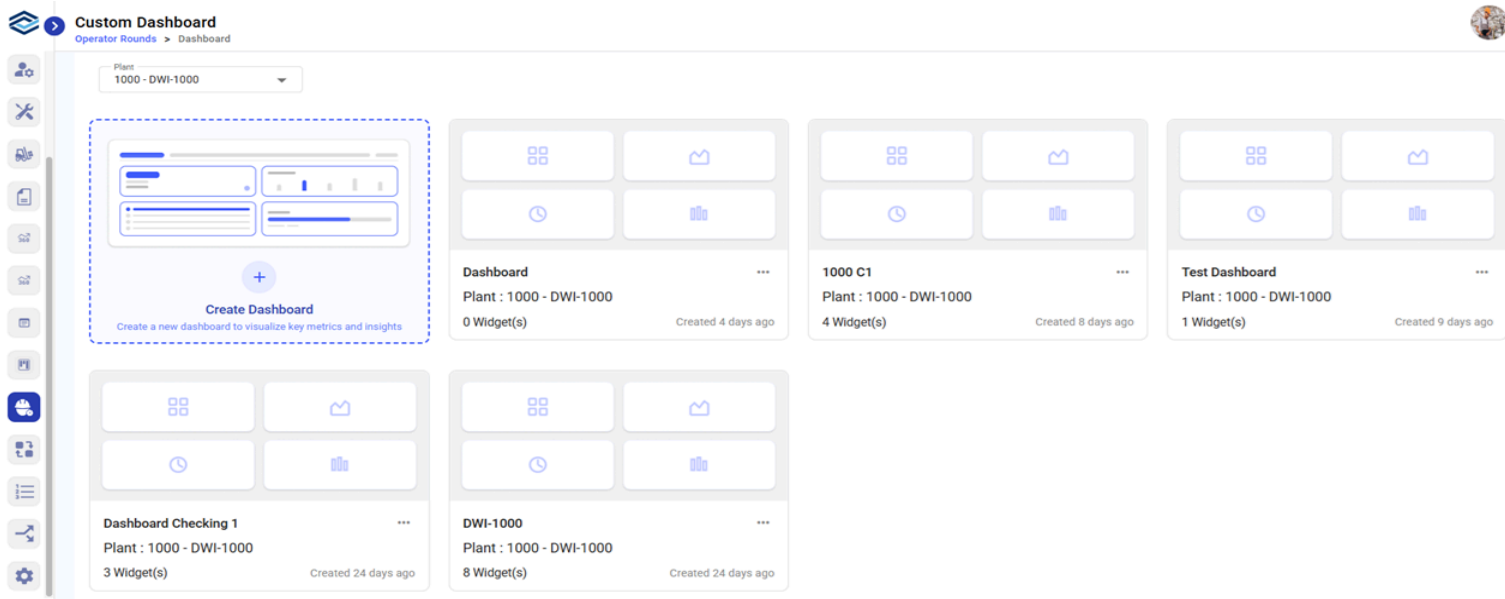 Custom Dashboard
Operator Rounds > Dashboard
Plant
1000 - DWI-1000
Create Dashboard
Create a new dashboard to visualize key metrics and insights
Dashboard
Plant : 1000 - DWI-1000
0 Widget(s) Created 4 days ago
1000 C1
Plant : 1000 - DWI-1000
4 Widget(s) Created 8 days ago
Test Dashboard
Plant : 1000 - DWI-1000
1 Widget(s) Created 9 days ago
Dashboard Checking 1
Plant : 1000 - DWI-1000
3 Widget(s) Created 24 days ago
DWI-1000
Plant : 1000 - DWI-1000
8 Widget(s) Created 24 days ago